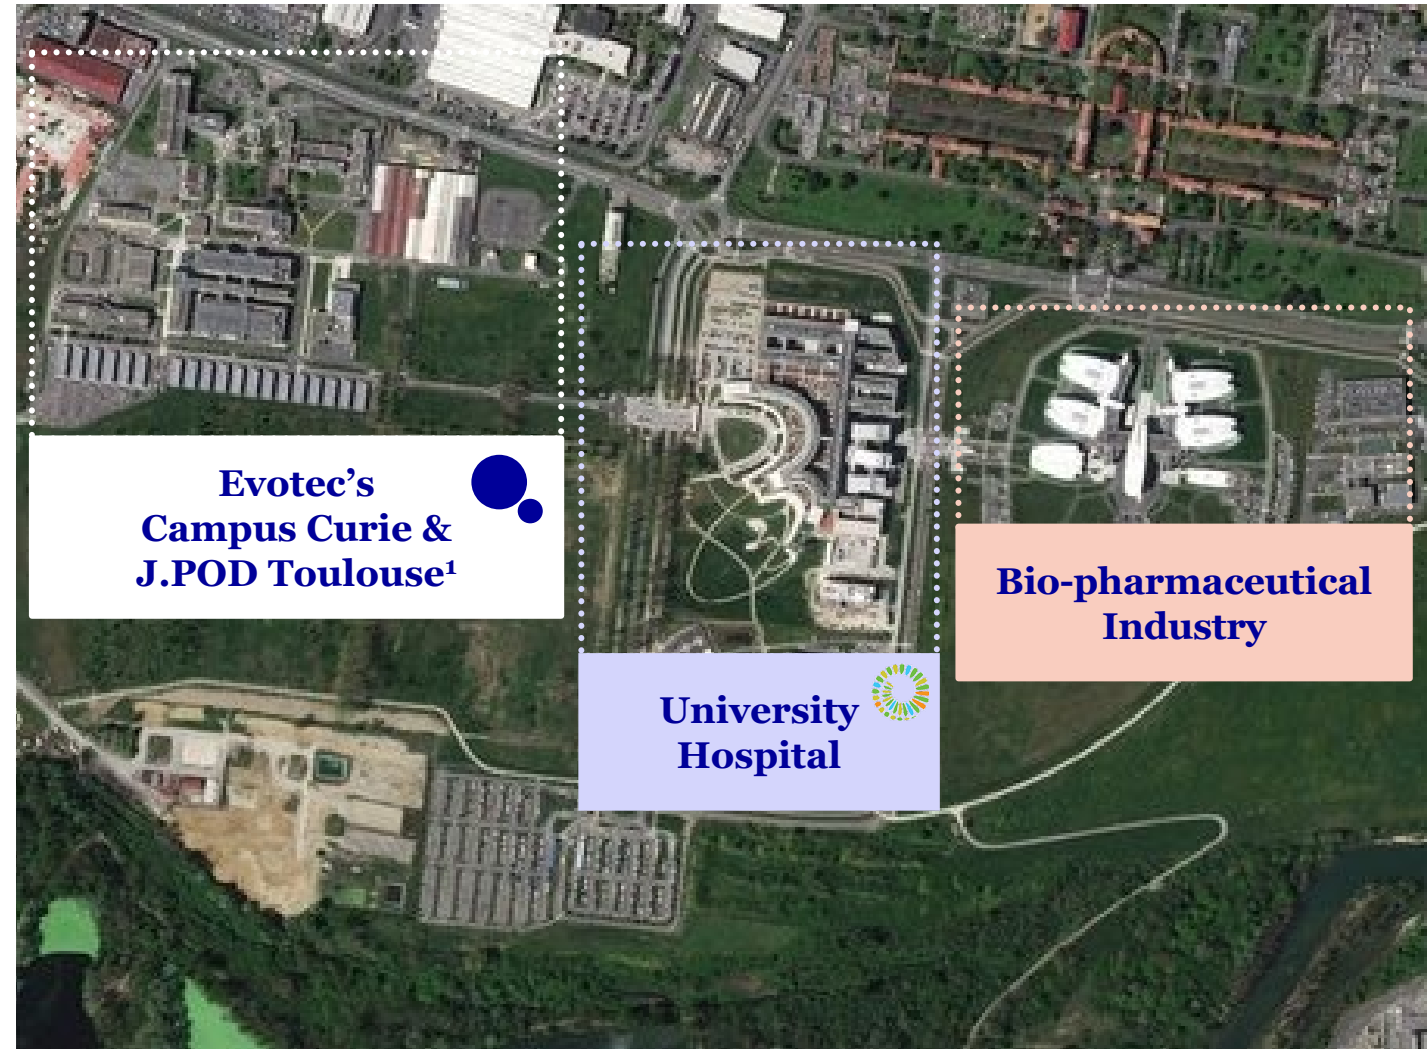 Evotec’s
Campus Curie &
J.POD Toulouse¹
University
Hospital
Bio-pharmaceutical
Industry